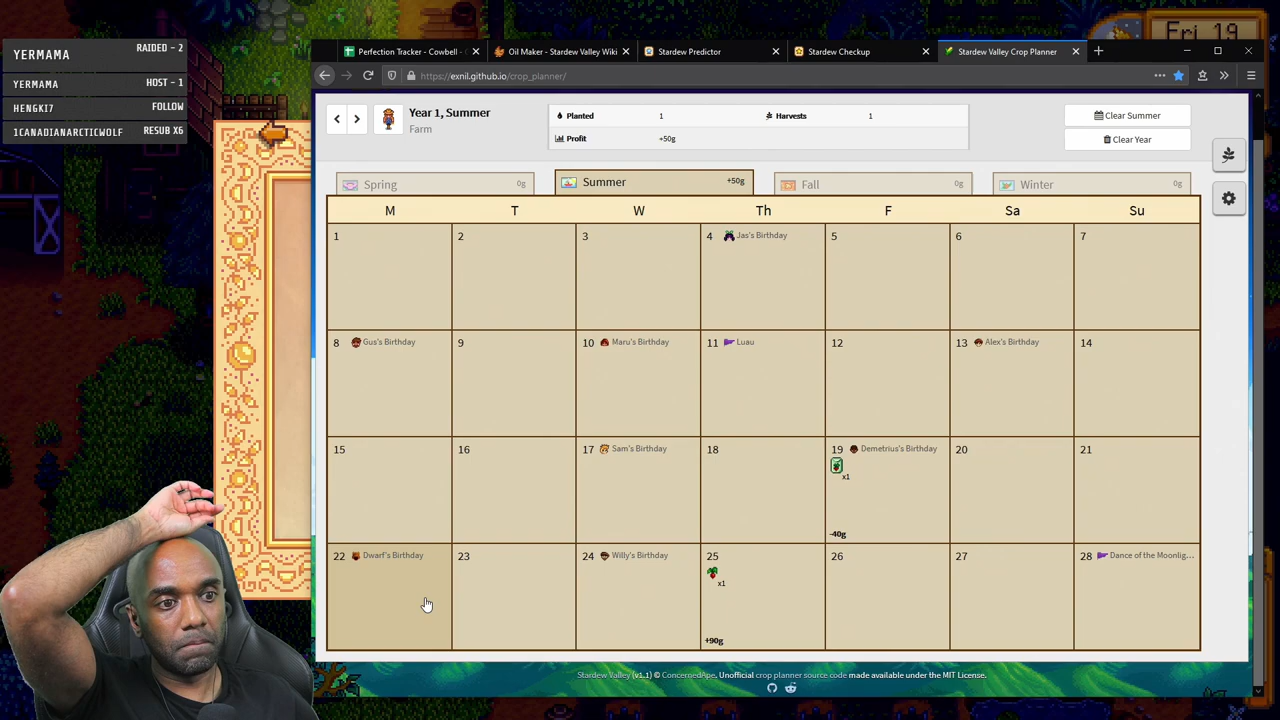 YERMAMA RAIDED - 2
YERMAMA HOST - 1
HENGKI7 FOLLOW
1CANADIANARCTICWOLF RESUB X6
Fri 19
Perfection Tracker - Cowbell -
Oil Maker - Stardew Valley Wiki
Stardew Predictor
Stardew Checkup
Stardew Valley Crop Planner
https://exnil.github.io/crop_planner/
Year 1, Summer
Farm
Planted 1 Harvests 1
Profit +50g
Clear Summer
Clear Year
Spring 0g
Summer +50g
Fall 0g
Winter 0g
M T W Th F Sa Su
1 2 3 4 Jas's Birthday 5 6 7
8 Gus's Birthday 9 10 Maru's Birthday 11 Luau 12 13 Alex's Birthday 14
15 16 17 Sam's Birthday 18 19 Demetrius's Birthday 20 21
x1
-40g
22 Dwarf's Birthday 23 24 Willy's Birthday 25 26 27 28 Dance of the Moonlig...
x1
+90g
Stardew Valley (v1.1) © ConcernedApe. Unofficial crop planner source code made available under the MIT License.